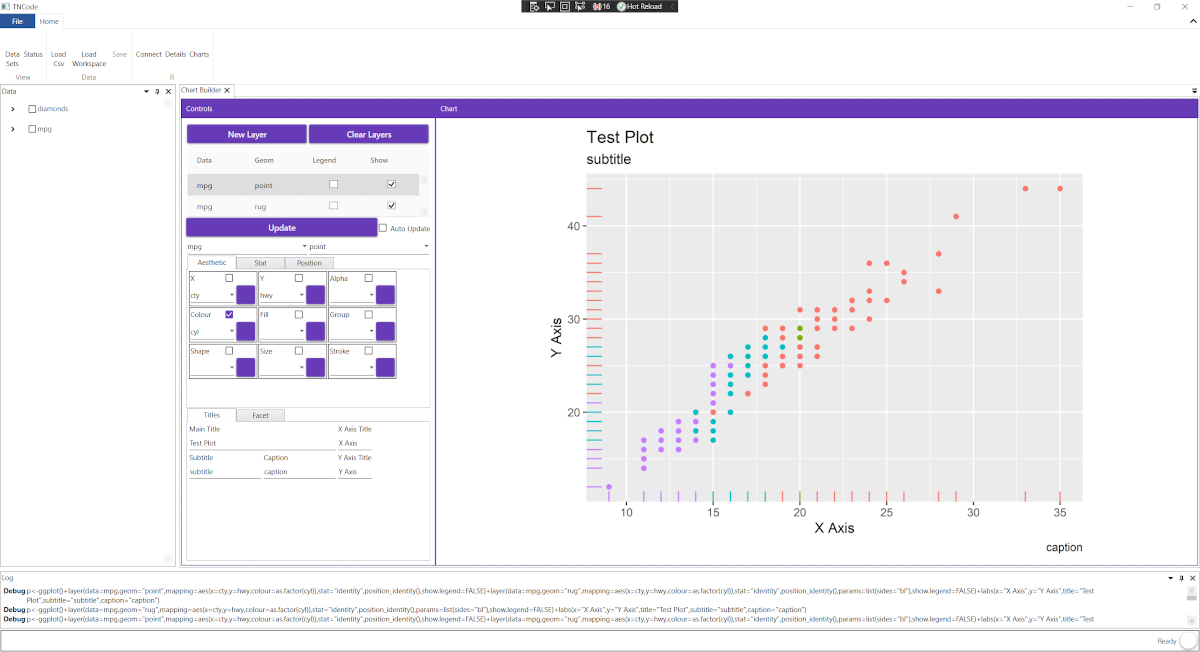 TNCode
16 Hot Reload
File Home
Data Sets Status Load Csv Load Workspace Save Connect Details Charts
View Data R
Data
diamonds
mpg
Chart Builder
Controls
Chart
New Layer Clear Layers
Data Geom Legend Show
mpg point
mpg rug
Update Auto Update
mpg point
Aesthetic Stat Position
X Y Alpha
cty hwy
Colour Fill Group
cyl
Shape Size Stroke
Titles Facet
Main Title X Axis Title
Test Plot X Axis
Subtitle Caption Y Axis Title
subtitle caption Y Axis
Test Plot
subtitle
Y Axis
40
30
20
10 15 20 25 30 35
X Axis
caption
Log
Debug p<-ggplot()+layer(data=mpg,geom="point",mapping=aes(x=cty,y=hwy,colour=as.factor(cyl)),stat="identity",position_identity(),show.legend=FALSE)+layer(data=mpg,geom="rug",mapping=aes(x=cty,y=hwy,colour=as.factor(cyl)),stat="identity",position_identity(),params=list(sides="bl"),show.legend=FALSE)+labs(x="X Axis",y="Y Axis",title="Test
Plot",subtitle="subtitle",caption="caption")
Debug p<-ggplot()+layer(data=mpg,geom="rug",mapping=aes(x=cty,y=hwy,colour=as.factor(cyl)),stat="identity",position_identity(),params=list(sides="bl"),show.legend=FALSE)+labs(x="X Axis",y="Y Axis",title="Test Plot",subtitle="subtitle",caption="caption")
Debug p<-ggplot()+layer(data=mpg,geom="point",mapping=aes(x=cty,y=hwy,colour=as.factor(cyl)),stat="identity",position_identity(),show.legend=FALSE)+layer(data=mpg,geom="rug",mapping=aes(x=cty,y=hwy,colour=as.factor(cyl)),stat="identity",position_identity(),params=list(sides="bl"),show.legend=FALSE)+labs(x="X Axis",y="Y Axis",title="Test
Ready